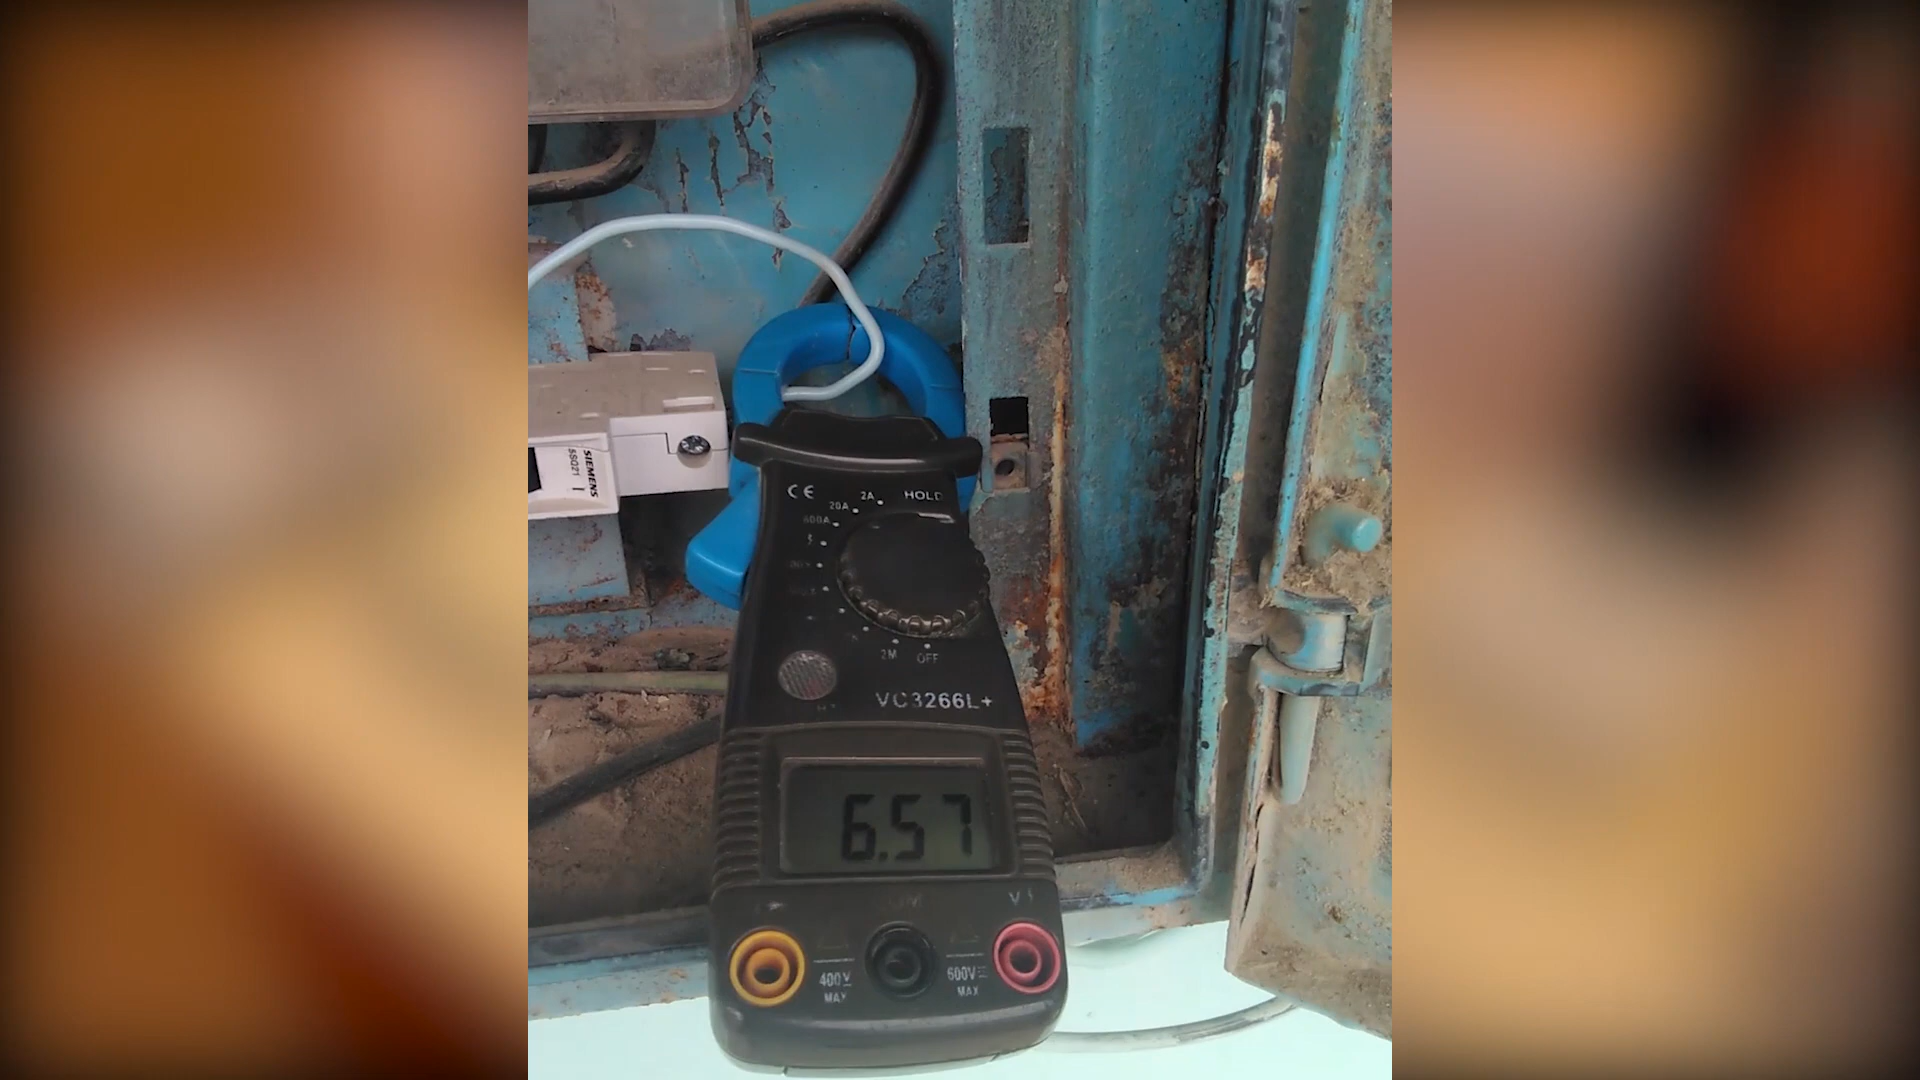 SIEMENS
5SQ21
CE
2A
HOLD
20A
600A
2M
OFF
VC3266L+
6.57
400V
MAX
600V
MAX